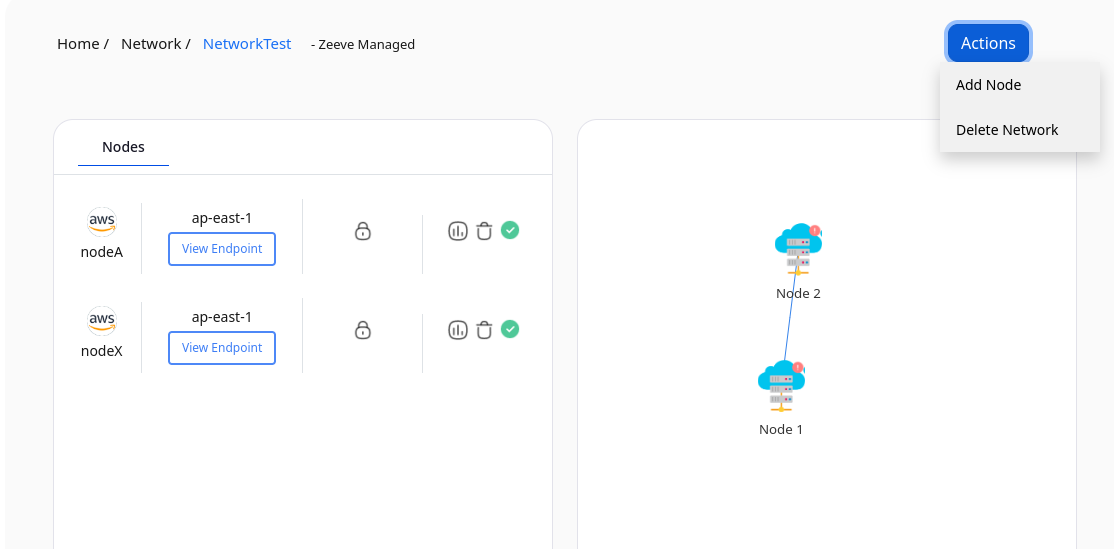 Home / Network / NetworkTest - Zeeve Managed
Actions
Add Node
Delete Network
Nodes
aws
nodeA
ap-east-1
View Endpoint
aws
nodeX
ap-east-1
View Endpoint
Node 2
Node 1